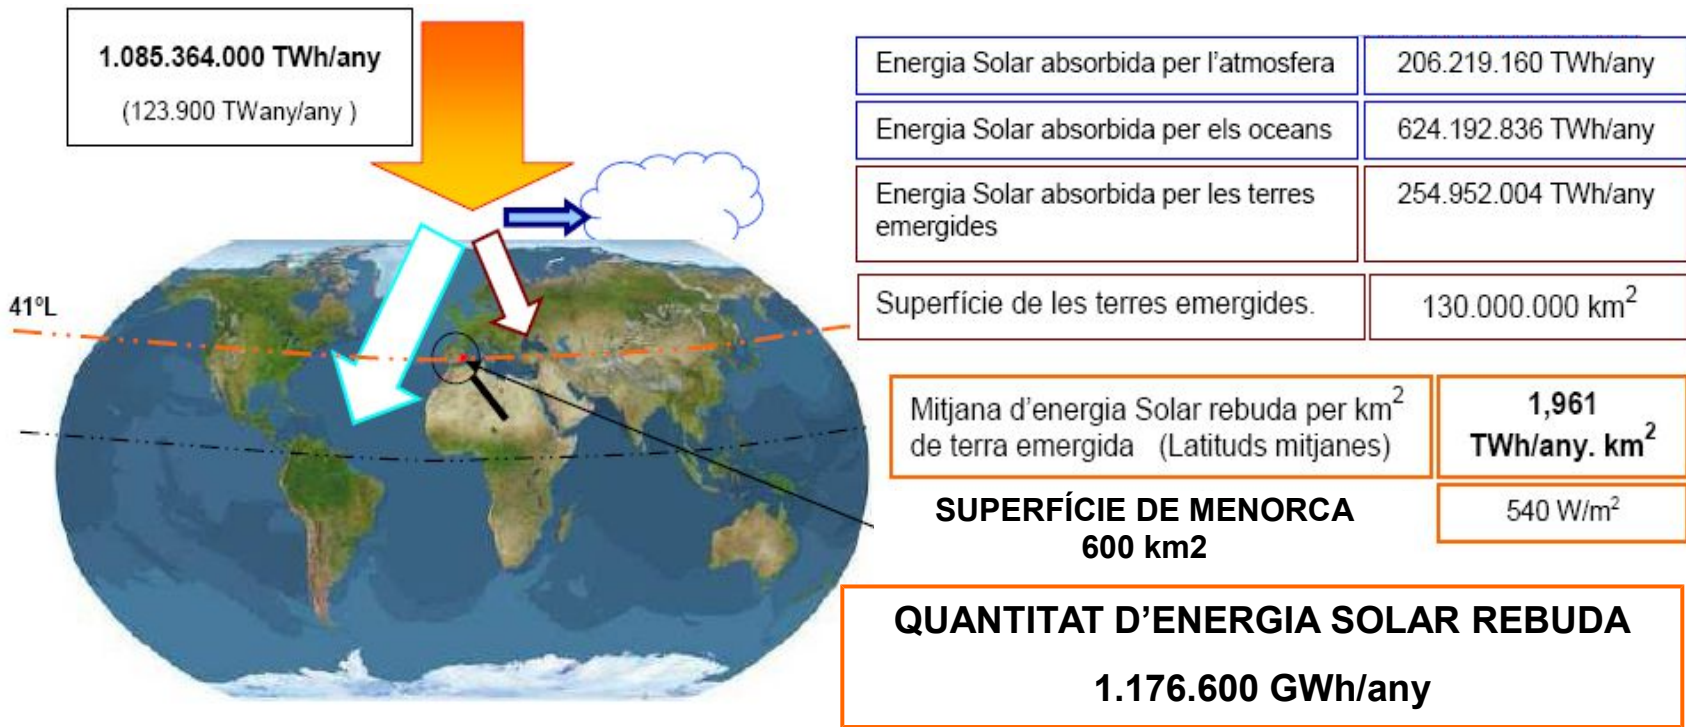 1.085.364.000 TWh/any
(123.900 TWany/any )
41ºL
Energia Solar absorbida per l'atmosfera
206.219.160 TWh/any
Energia Solar absorbida per els oceans
624.192.836 TWh/any
Energia Solar absorbida per les terres
emergides
254.952.004 TWh/any
Superfície de les terres emergides.
130.000.000 km²
Mitjana d'energia Solar rebuda per km²
de terra emergida (Latituds mitjanes)
1,961
TWh/any. km²
540 W/m²
SUPERFÍCIE DE MENORCA
600 km2
QUANTITAT D'ENERGIA SOLAR REBUDA
1.176.600 GWh/any